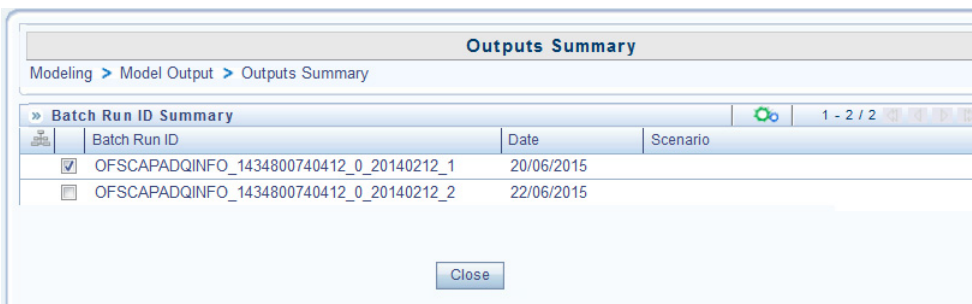 Outputs Summary
Modeling > Model Output > Outputs Summary
» Batch Run ID Summary 1 - 2 / 2
Batch Run ID Date Scenario
OFSCAPADQINFO_1434800740412_0_20140212_1 20/06/2015
OFSCAPADQINFO_1434800740412_0_20140212_2 22/06/2015
Close